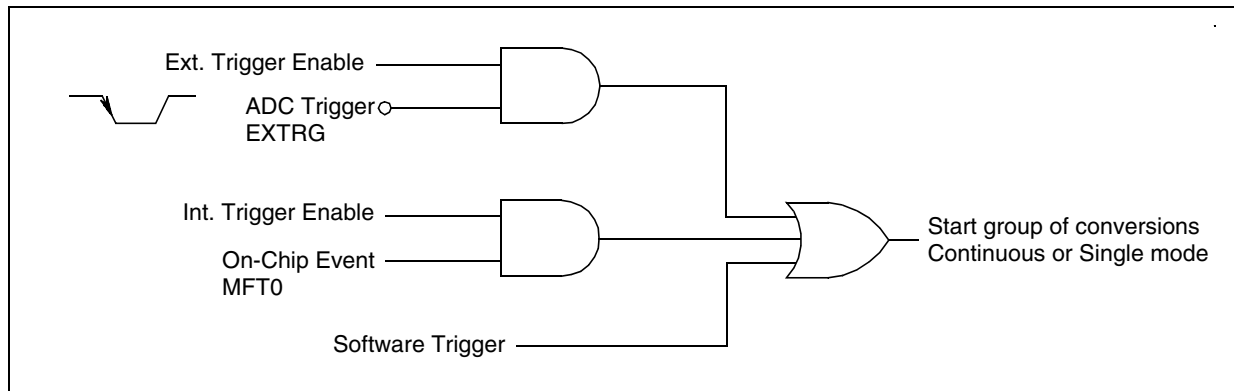 Ext. Trigger Enable
ADC Trigger
EXTRG
Int. Trigger Enable
On-Chip Event
MFT0
Software Trigger
Start group of conversions
Continuous or Single mode